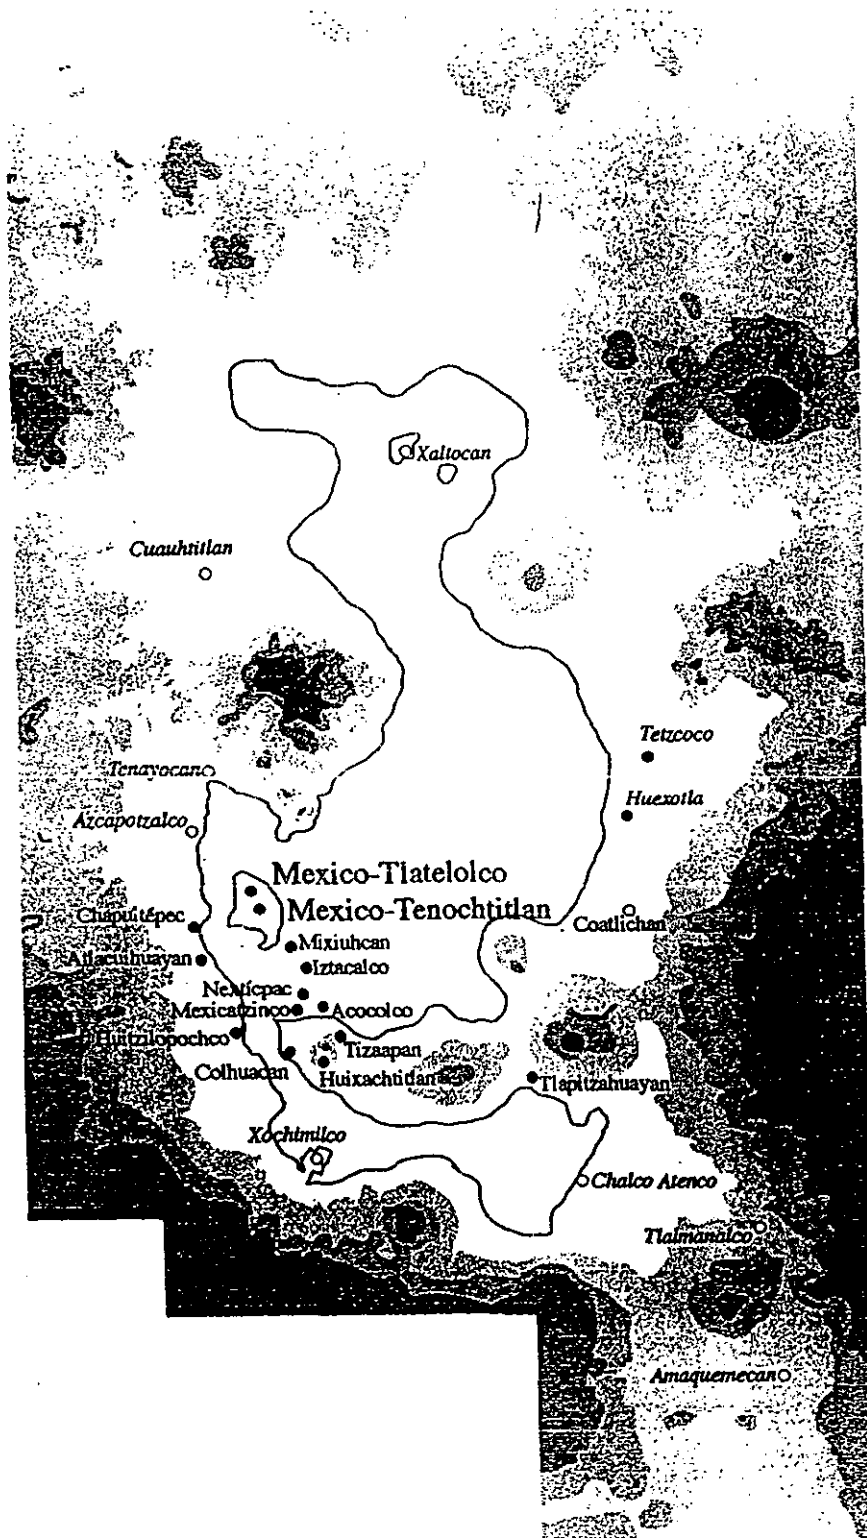 Xaltocan
Cuauhtitlan
Tetzcoco
Tenayocan
Huexotla
Azcapotzalco
Mexico-Tlatelolco
Mexico-Tenochtitlan
Chapultepec
Coatlichan
Mixiuhcan
Atlacuihuayan
Iztacalco
Nexticpac
Mexicatzinco
Acocolco
Huitzilopochco
Tizaapan
Colhuacan
Huixachtitlan
Tlapitzahuayan
Xochimilco
Chalco Atenco
Tlalmanalco
Amaquemecan